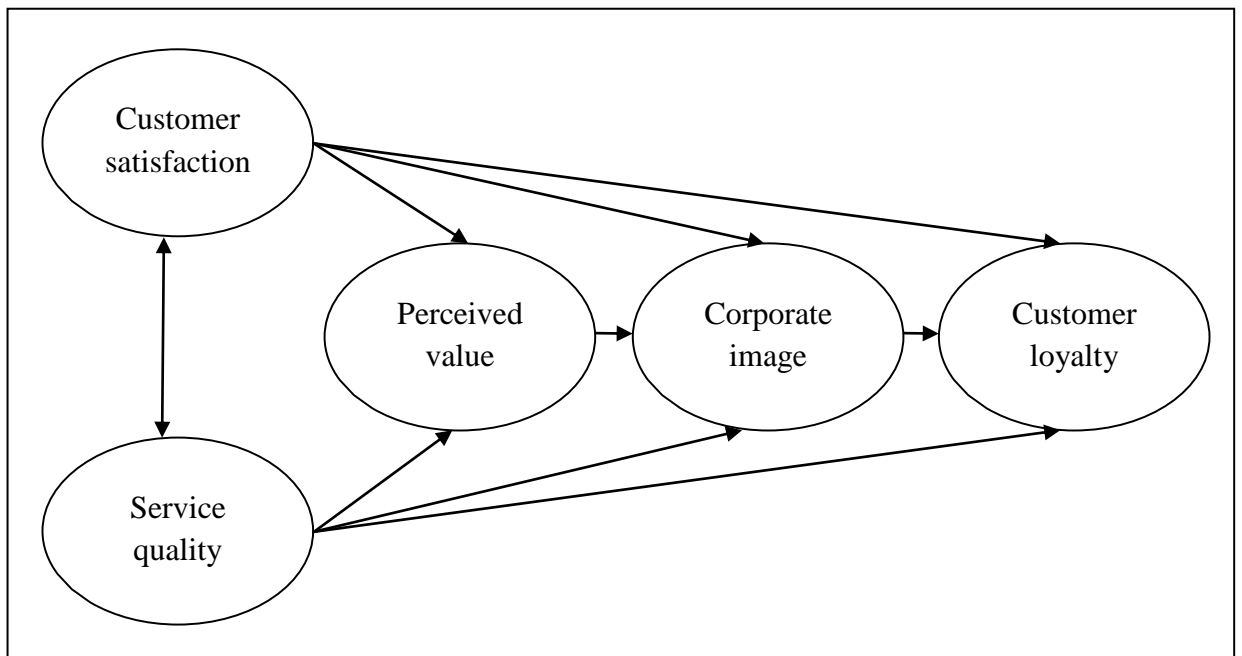 Customer
satisfaction
Perceived
value
Corporate
image
Customer
loyalty
Service
quality